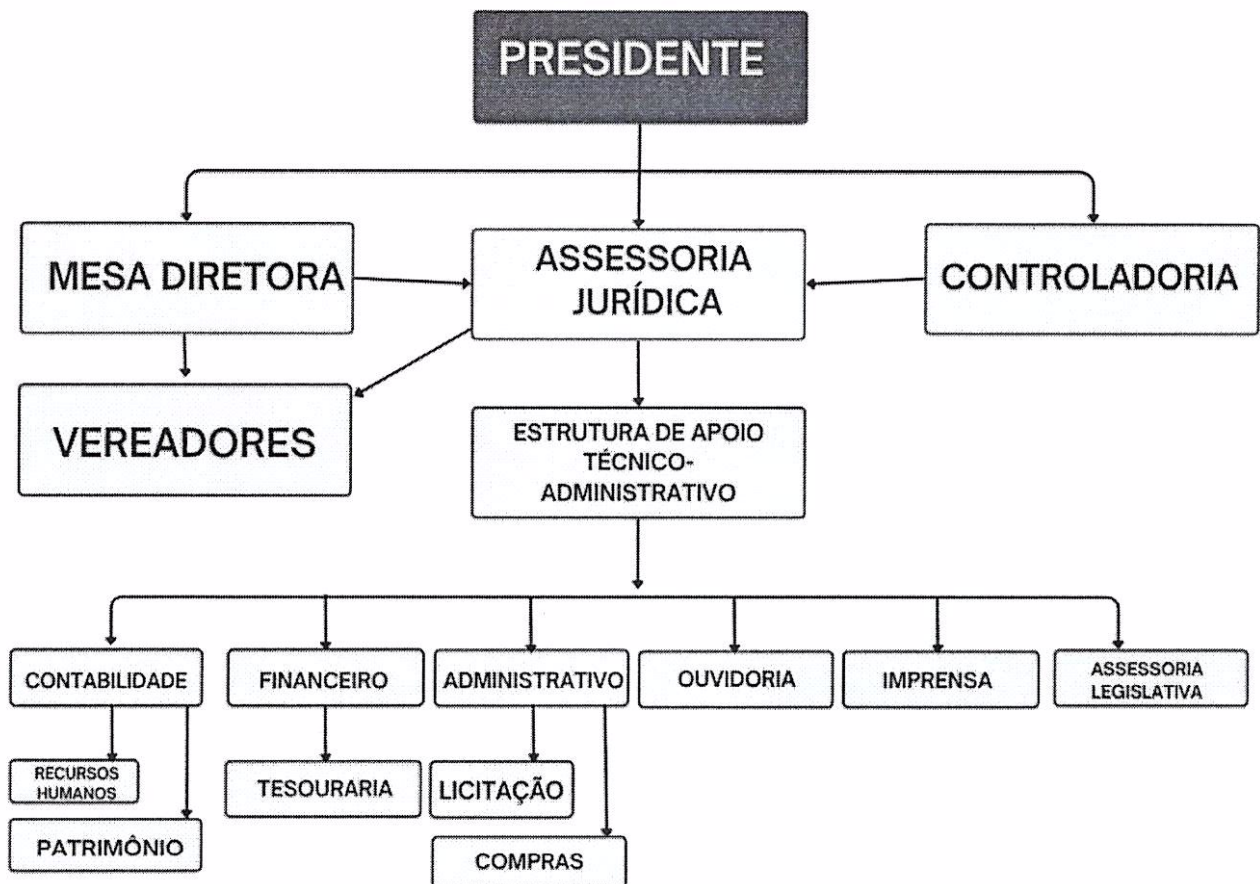 PRESIDENTE
MESA DIRETORA
ASSESSORIA
JURÍDICA
CONTROLADORIA
VEREADORES
ESTRUTURA DE APOIO
TÉCNICO-
ADMINISTRATIVO
CONTABILIDADE
FINANCEIRO
ADMINISTRATIVO
OUVIDORIA
IMPRENSA
ASSESSORIA
LEGISLATIVA
RECURSOS
HUMANOS
TESOURARIA
LICITAÇÃO
PATRIMÔNIO
COMPRAS